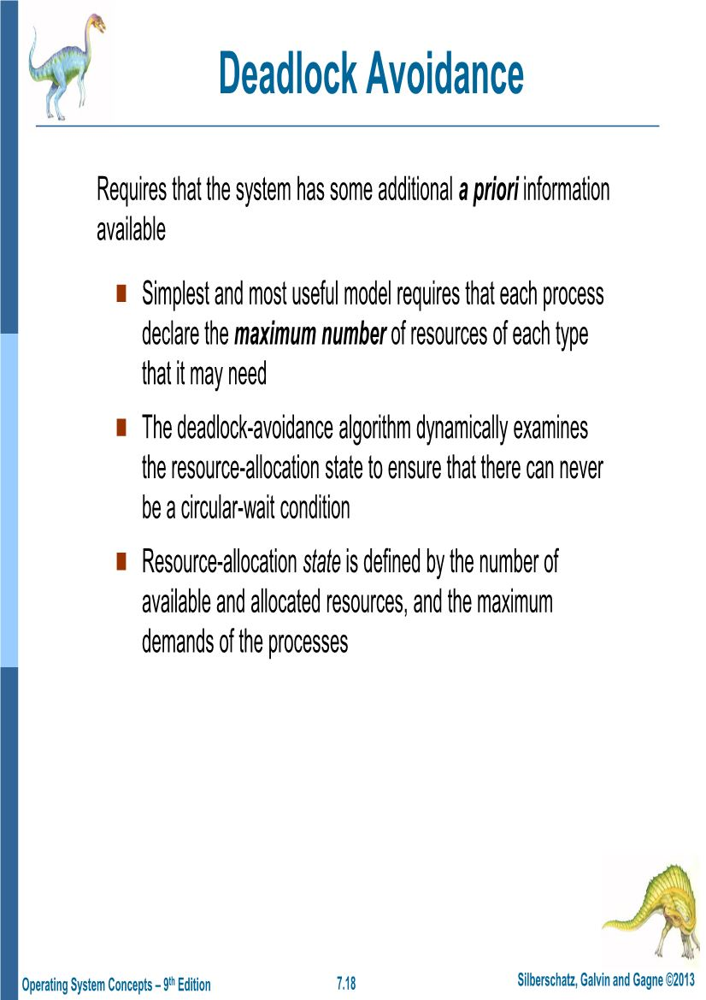 Deadlock Avoidance
Requires that the system has some additional a priori information
available
Simplest and most useful model requires that each process
declare the maximum number of resources of each type
that it may need
The deadlock-avoidance algorithm dynamically examines
the resource-allocation state to ensure that there can never
be a circular-wait condition
Resource-allocation state is defined by the number of
available and allocated resources, and the maximum
demands of the processes
Operating System Concepts – 9th Edition
7.18
Silberschatz, Galvin and Gagne ©2013